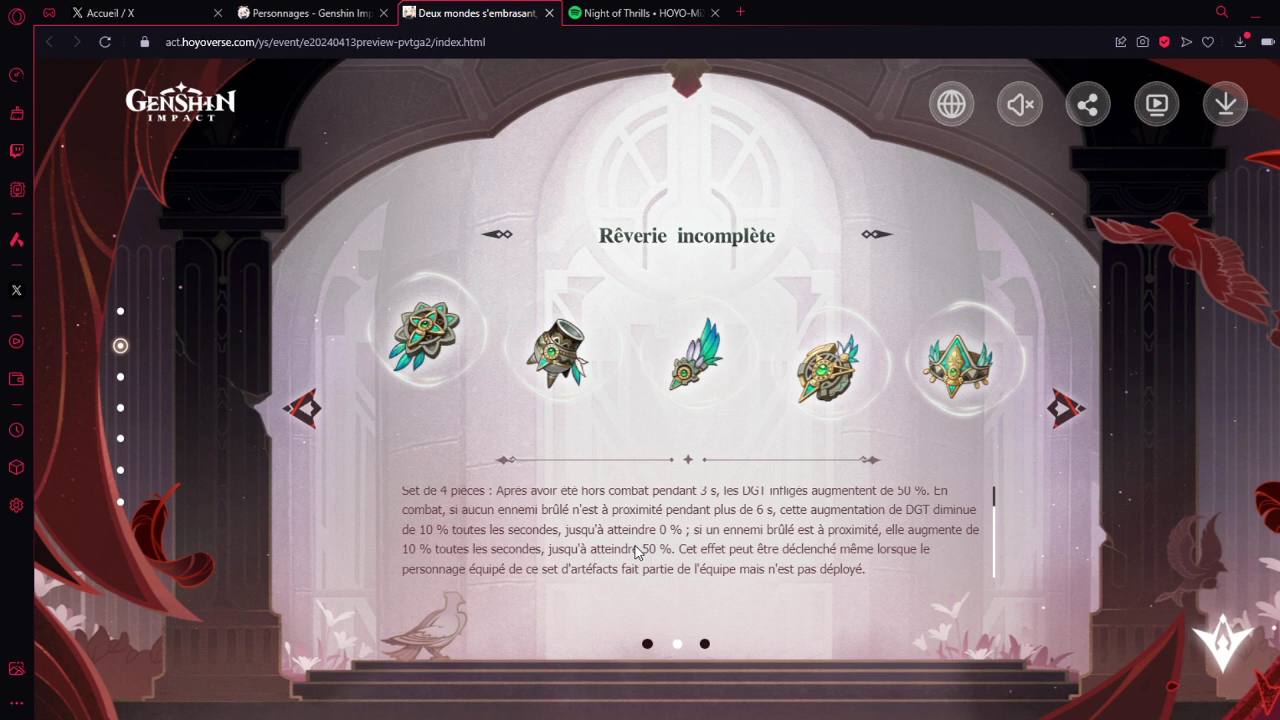 Accueil / X
Personnages - Genshin Imp
Deux mondes s'embrasant,
Night of Thrills • HOYO-Mi
act.hoyoverse.com/ys/event/e20240413preview-pvtga2/index.html
GENSHIN
IMPACT
Rêverie incomplète
Set de 4 pièces : Après avoir été hors combat pendant 3 s, les DGT infligés augmentent de 50 %. En
combat, si aucun ennemi brûlé n'est à proximité pendant plus de 6 s, cette augmentation de DGT diminue
de 10 % toutes les secondes, jusqu'à atteindre 0 % ; si un ennemi brûlé est à proximité, elle augmente de
10 % toutes les secondes, jusqu'à atteindre 50 %. Cet effet peut être déclenché même lorsque le
personnage équipé de ce set d'artéfacts fait partie de l'équipe mais n'est pas déployé.